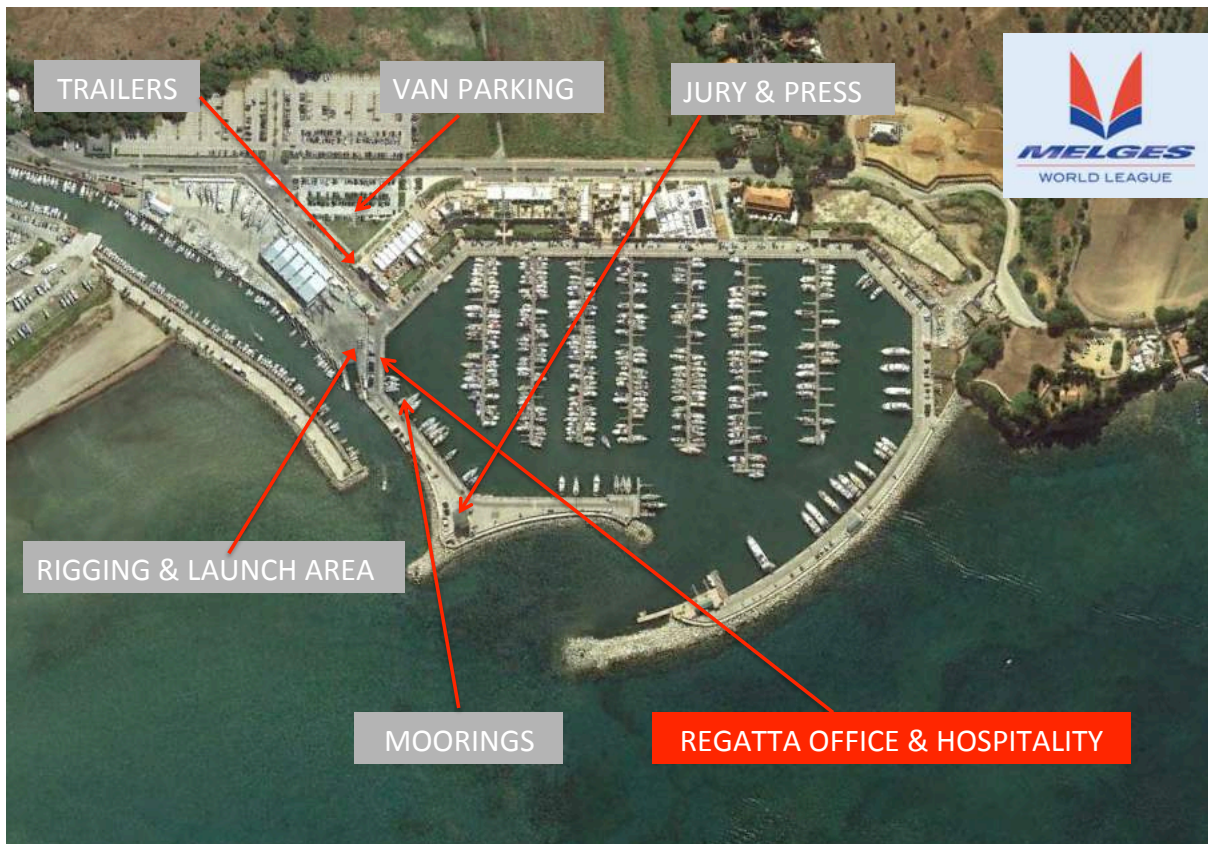 TRAILERS
VAN PARKING
JURY & PRESS
MELGES
WORLD LEAGUE
RIGGING & LAUNCH AREA
MOORINGS
REGATTA OFFICE & HOSPITALITY